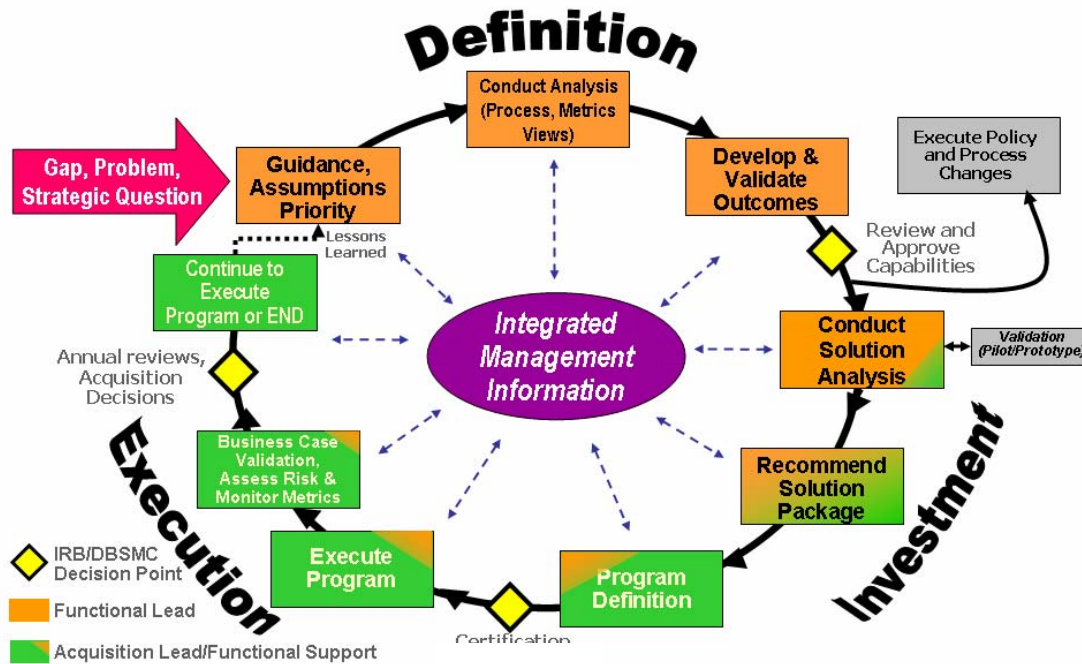 Definition
Conduct Analysis
(Process, Metrics
Views)
Gap, Problem,
Strategic Question
Guidance,
Assumptions
Priority
Develop &
Validate
Outcomes
Execute Policy
and Process
Changes
Lessons
Learned
Review and
Approve
Capabilities
Continue to
Execute
Program or END
Integrated
Management
Information
Conduct
Solution
Analysis
Validation
(Pilot/Prototype)
Annual reviews,
Acquisition
Decisions
Execution
Business Case
Validation,
Assess Risk &
Monitor Metrics
Recommend
Solution
Package
Investment
Execute
Program
Program
Definition
Certification
IRB/DBSMC
Decision Point
Functional Lead
Acquisition Lead/Functional Support